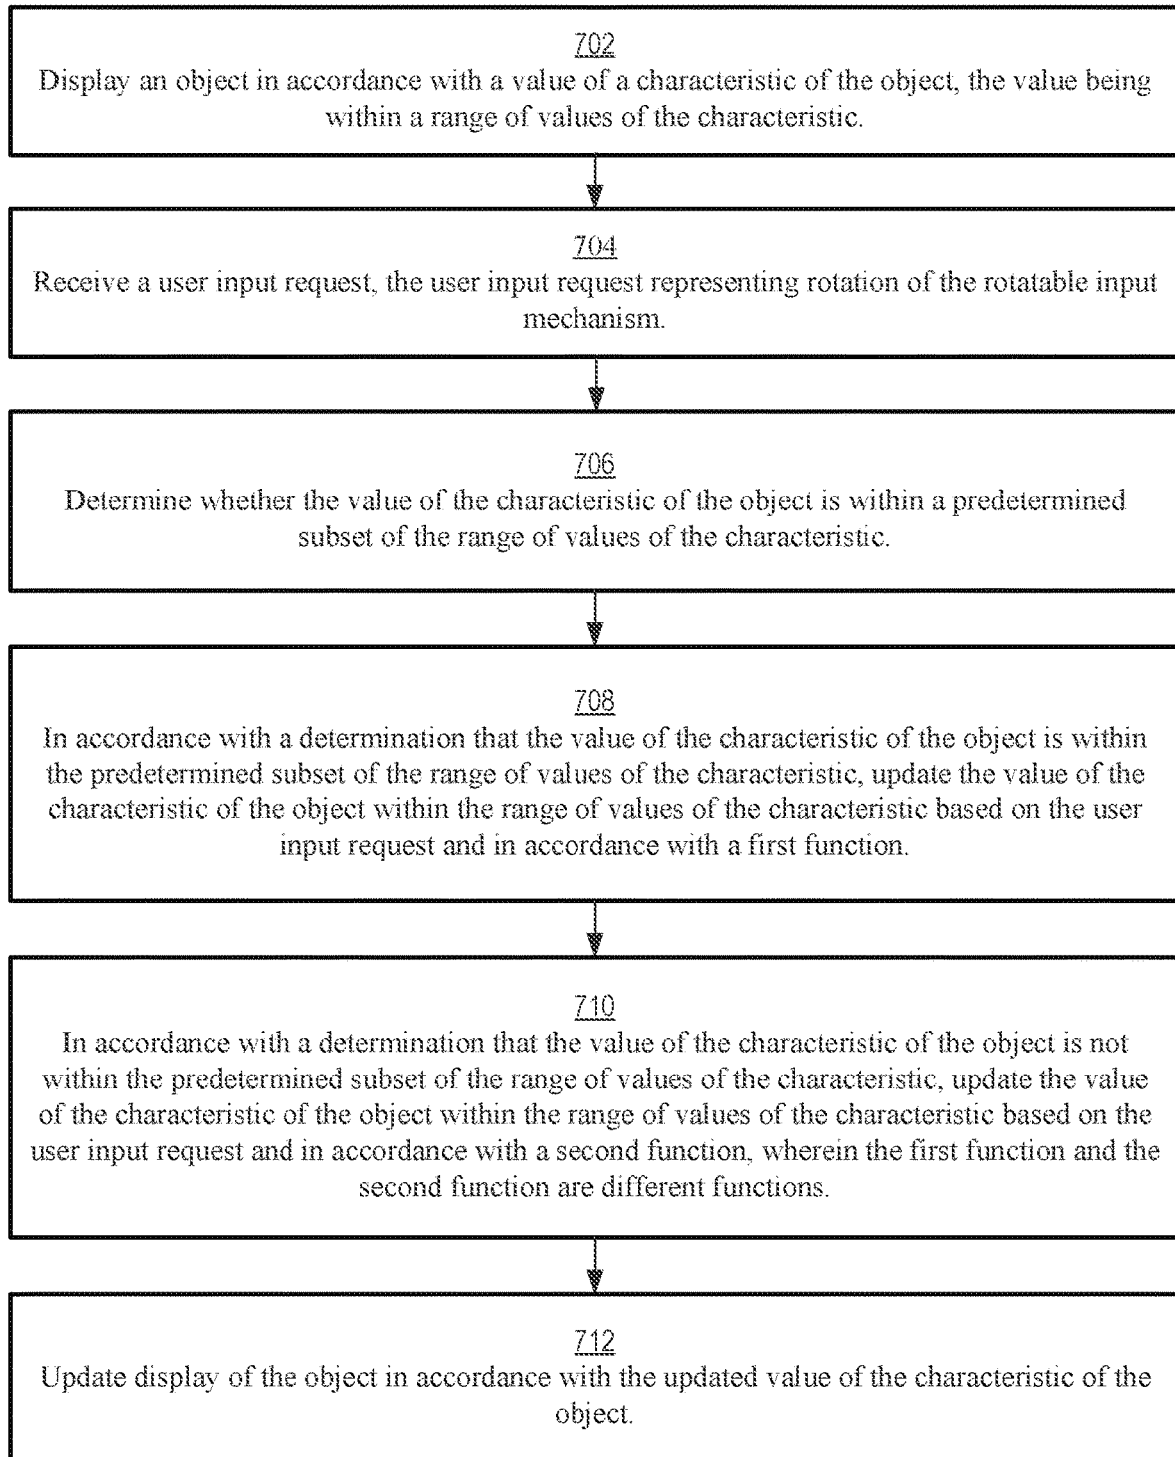 702
Display an object in accordance with a value of a characteristic of the object, the value being
within a range of values of the characteristic.
704
Receive a user input request, the user input request representing rotation of the rotatable input
mechanism.
706
Determine whether the value of the characteristic of the object is within a predetermined
subset of the range of values of the characteristic.
708
In accordance with a determination that the value of the characteristic of the object is within
the predetermined subset of the range of values of the characteristic, update the value of the
characteristic of the object within the range of values of the characteristic based on the user
input request and in accordance with a first function.
710
In accordance with a determination that the value of the characteristic of the object is not
within the predetermined subset of the range of values of the characteristic, update the value
of the characteristic of the object within the range of values of the characteristic based on the
user input request and in accordance with a second function, wherein the first function and the
second function are different functions.
712
Update display of the object in accordance with the updated value of the characteristic of the
object.